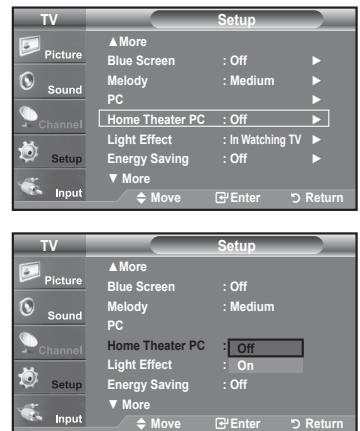 TV Setup
▲More
Picture
Blue Screen : Off ▶
Melody : Medium ▶
Sound
PC ▶
Channel
Home Theater PC : Off ▶
Light Effect : In Watching TV ▶
Setup
Energy Saving : Off ▶
▼ More
Input
Move Enter Return
TV Setup
▲More
Picture
Blue Screen : Off
Melody : Medium
Sound
PC
Channel
Home Theater PC : Off
Light Effect : On
Setup
Energy Saving : Off
▼ More
Input
Move Enter Return